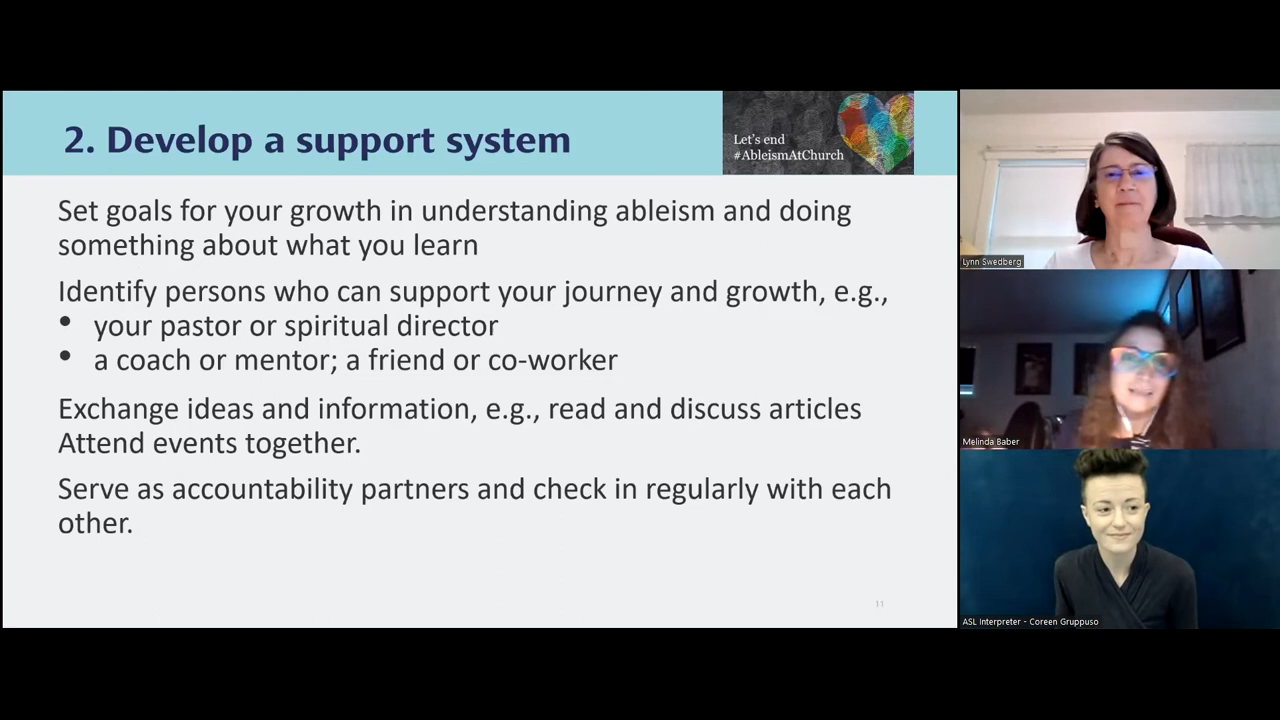 2. Develop a support system
Let's end
#AbleismAtChurch
Set goals for your growth in understanding ableism and doing
something about what you learn
Identify persons who can support your journey and growth, e.g.,
• your pastor or spiritual director
• a coach or mentor; a friend or co-worker
Exchange ideas and information, e.g., read and discuss articles
Attend events together.
Serve as accountability partners and check in regularly with each
other.
11
Lynn Swedberg
Melinda Baber
ASL Interpreter - Coreen Gruppuso